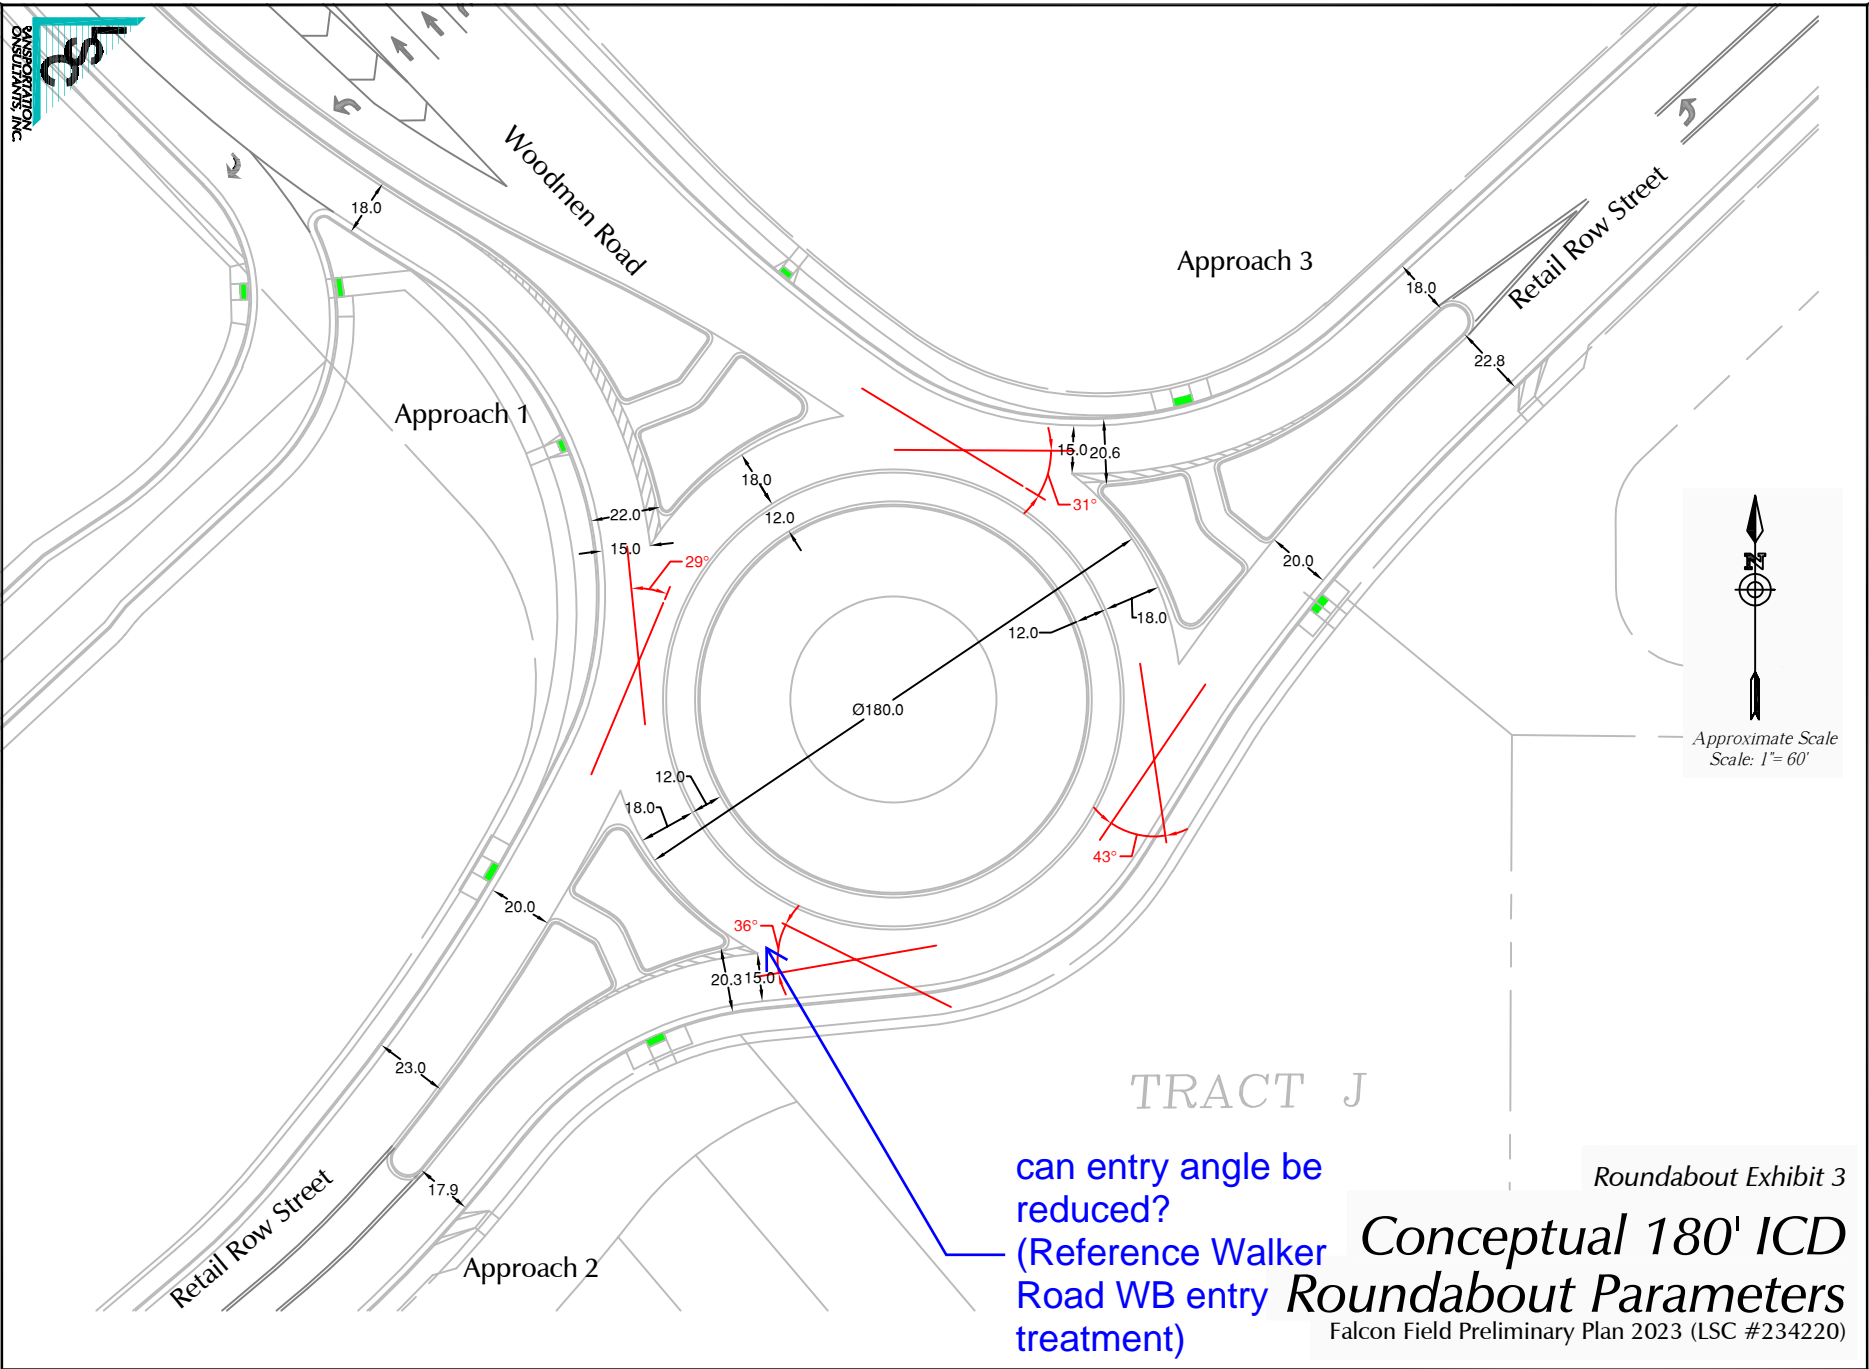 LSC
TRANSPORTATION
CONSULTANTS, INC.
Woodmen Road
18.0
Approach 3
Retail Row Street
18.0
22.8
Approach 1
15.0
20.6
18.0
12.0
31°
22.0
15.0
29°
20.0
18.0
12.0
N
Ø180.0
Approximate Scale
Scale: 1"= 60'
12.0
18.0
43°
20.0
36°
20.3
15.0
23.0
TRACT J
17.9
Retail Row Street
Approach 2
can entry angle be
reduced?
(Reference Walker
Road WB entry
treatment)
Roundabout Exhibit 3
Conceptual 180' ICD
Roundabout Parameters
Falcon Field Preliminary Plan 2023 (LSC #234220)